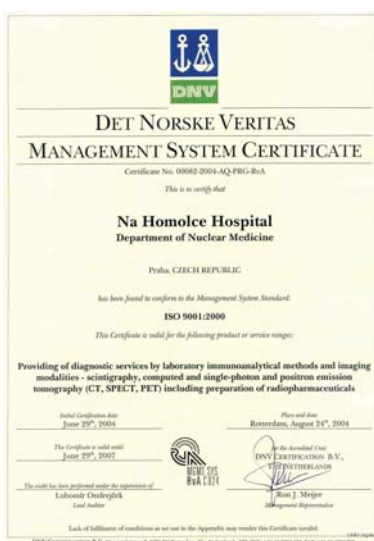 DNV
DET NORSKE VERITAS
MANAGEMENT SYSTEM CERTIFICATE
Certificate No. 00082-2004-AQ-PRG-RvA
This is to certify that
Na Homolce Hospital
Department of Nuclear Medicine
Praha, CZECH REPUBLIC
has been found to conform to the Management System Standard:
ISO 9001:2000
This Certificate is valid for the following product or service ranges:
Providing of diagnostic services by laboratory immunoanalytical methods and imaging
modalities - scintigraphy, computed and single-photon and positron emission
tomography (CT, SPECT, PET) including preparation of radiopharmaceuticals
Initial Certification date:
June 29th, 2004
Place and date:
Rotterdam, August 24th, 2004
This Certificate is valid until:
June 29th, 2007
for the Accredited Unit:
DNV CERTIFICATION B.V.,
THE NETHERLANDS
MGMT. SYS.
RvA C024
The audit has been performed under the supervision of
Lubomír Ondrejček
Lead Auditor
Ron J. Meijer
Management Representative
Lack of fulfilment of conditions as set out in the Appendix may render this Certificate invalid.